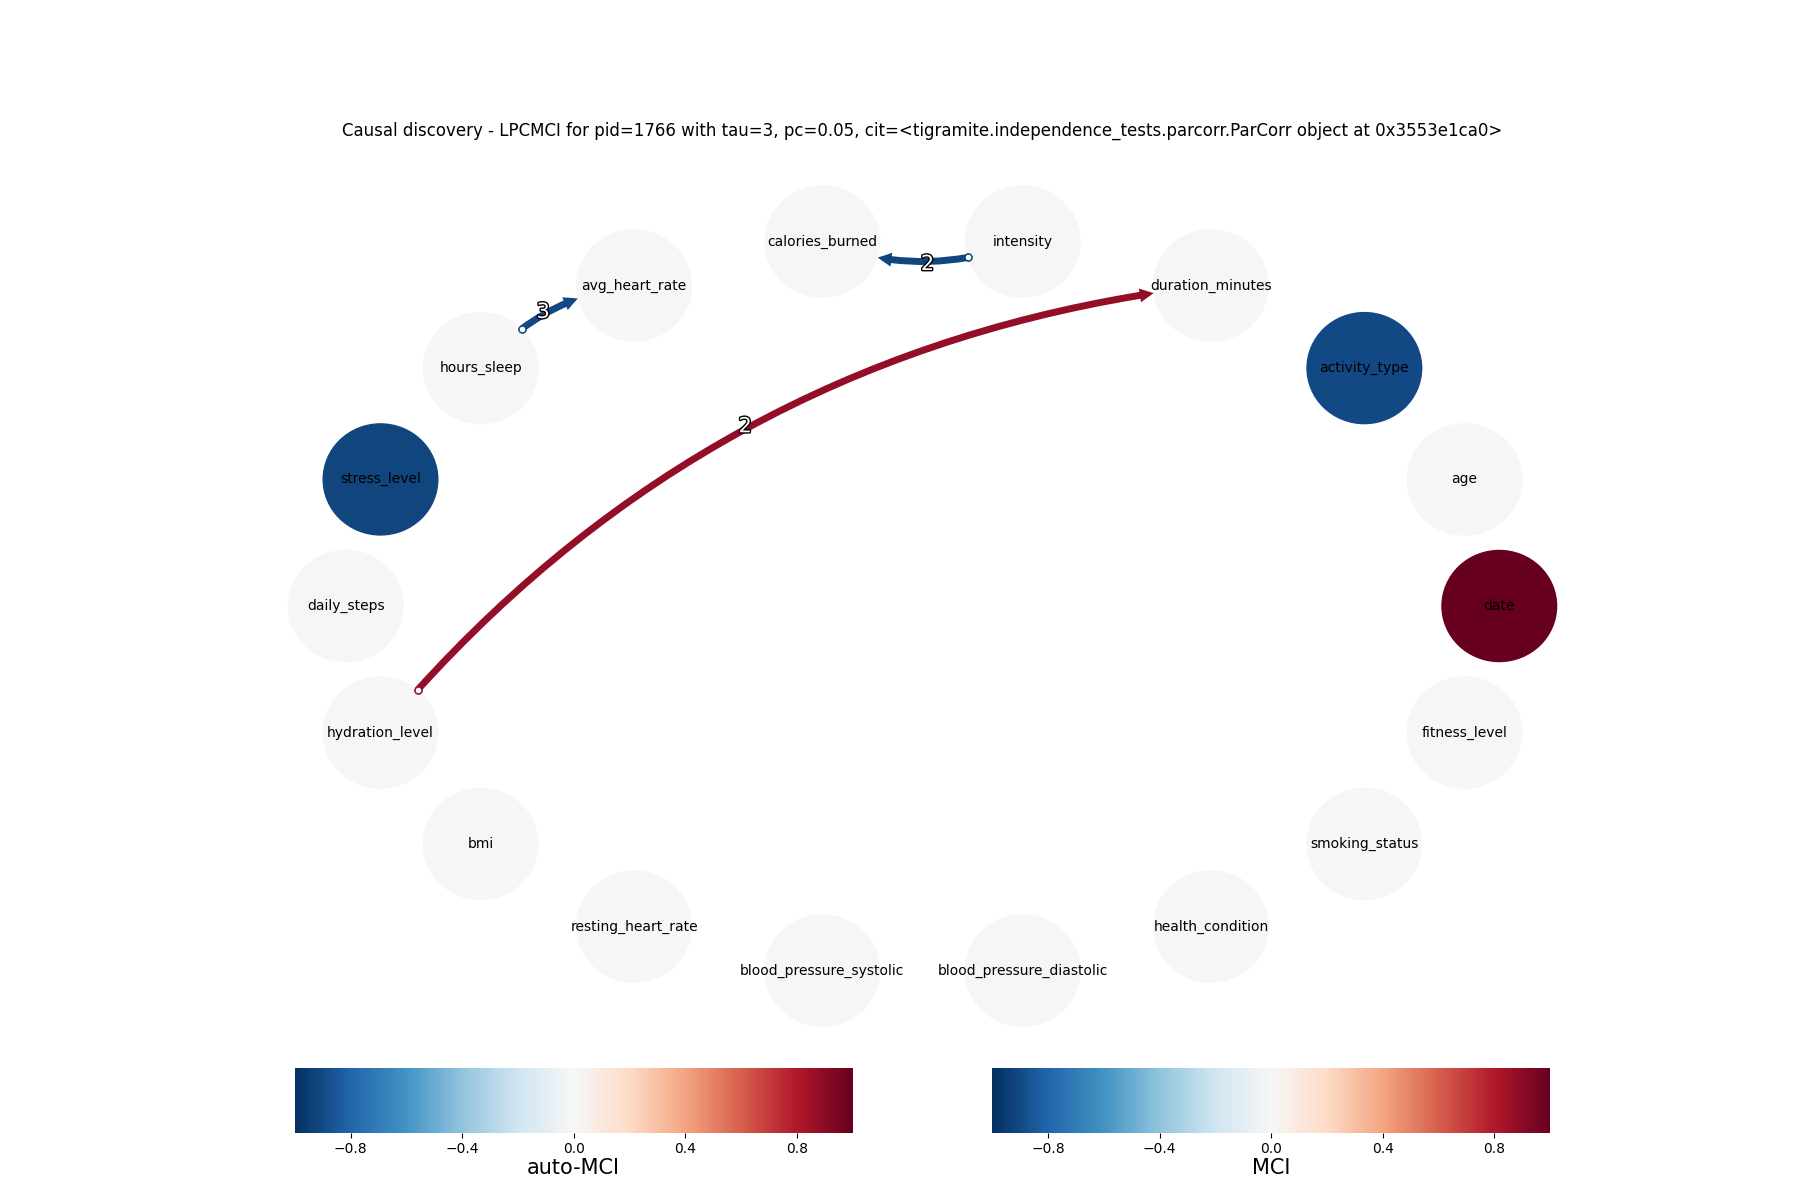 Causal discovery - LPCMCI for pid=1766 with tau=3, pc=0.05, cit=<tigramite.independence_tests.parcorr.ParCorr object at 0x3553e1ca0>
calories_burned
intensity
2
avg_heart_rate
duration_minutes
3
hours_sleep
activity_type
2
stress_level
age
daily_steps
date
hydration_level
fitness_level
bmi
smoking_status
resting_heart_rate
health_condition
blood_pressure_systolic
blood_pressure_diastolic
−0.8 −0.4 0.0 0.4 0.8
auto-MCI
−0.8 −0.4 0.0 0.4 0.8
MCI